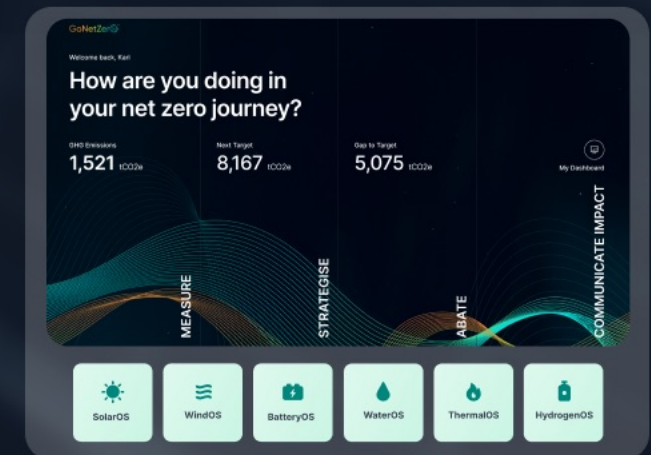 GoNetZero
Welcome back, Karl
How are you doing in
your net zero journey?
GHG Emissions
1,521 tCO2e
Next Target
8,167 tCO2e
Gap to Target
5,075 tCO2e
My Dashboard
MEASURE
STRATEGISE
ABATE
COMMUNICATE IMPACT
SolarOS
WindOS
BatteryOS
WaterOS
ThermalOS
HydrogenOS